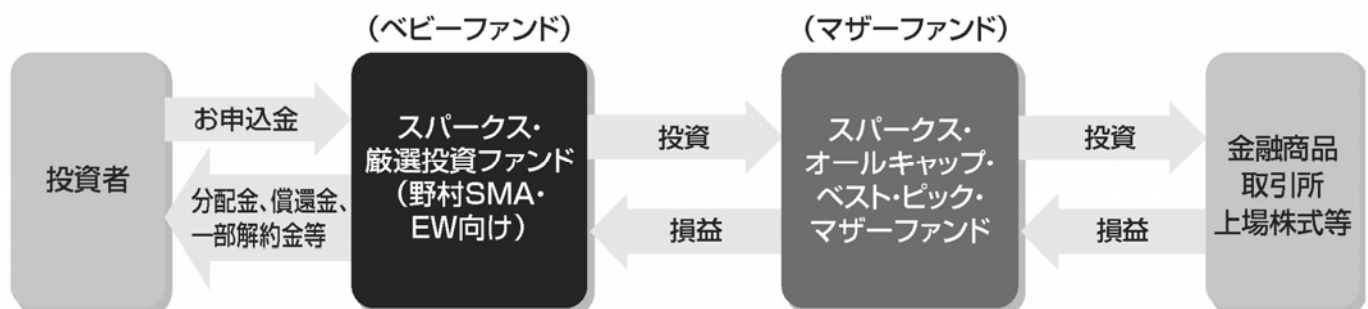 (ベビーファンド)
(マザーファンド)
投資者
お申込金
分配金、償還金、
一部解約金等
スパークス・
厳選投資ファンド
(野村SMA・
EW向け)
投資
損益
スパークス・
オールキャップ・
ベスト・ピック・
マザーファンド
投資
損益
金融商品
取引所
上場株式等